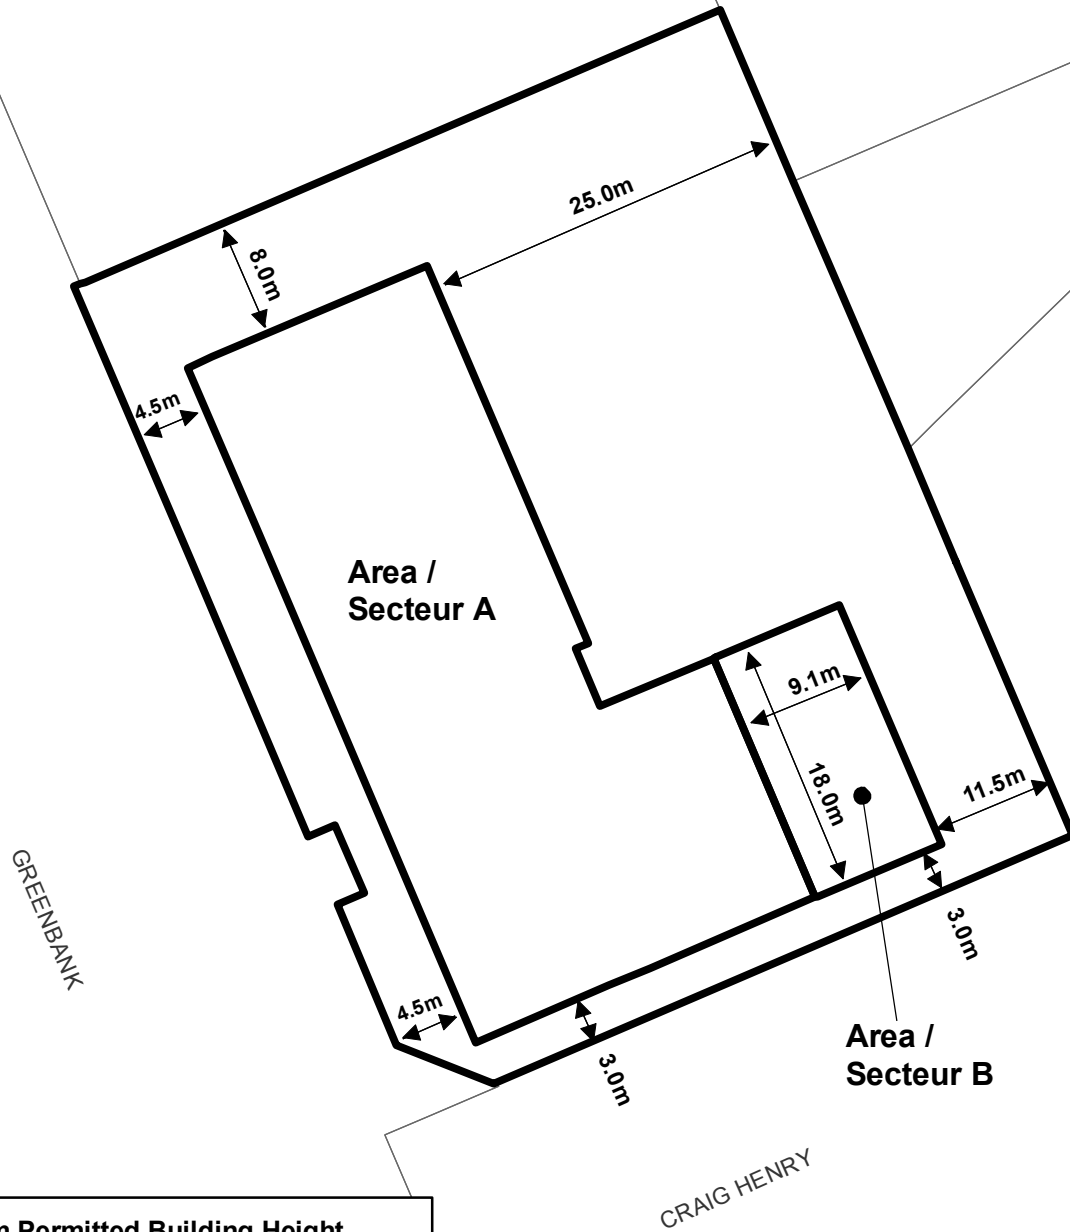 25.0m
8.0m
4.5m
Area /
Secteur A
9.1m
18.0m
11.5m
GREENBANK
3.0m
4.5m
Area /
Secteur B
3.0m
CRAIG HENRY
Permitted Building Height